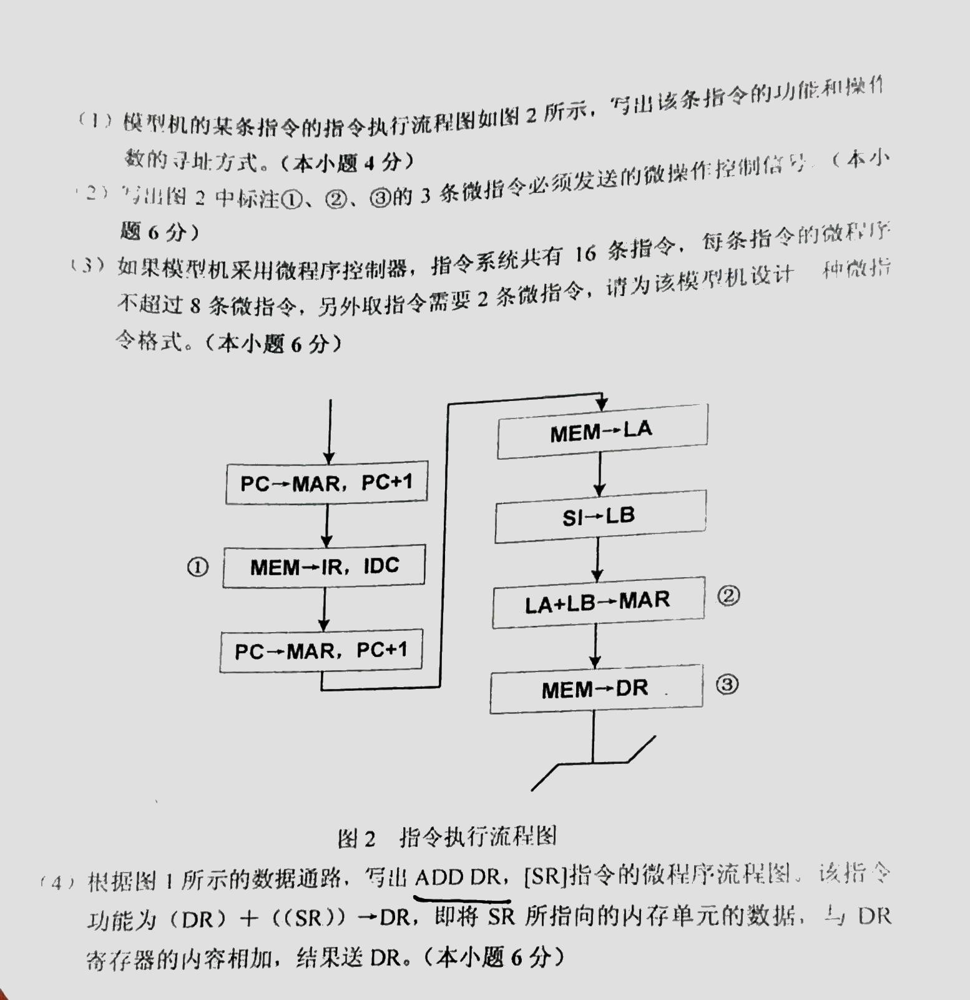 (1) 模型机的某条指令的指令执行流程图如图 2 所示，写出该条指令的功能和操作
数的寻址方式。（本小题 4 分）
(2) 写出图 2 中标注①、②、③的 3 条微指令必须发送的微操作控制信号。（本小
题 6 分）
(3) 如果模型机采用微程序控制器，指令系统共有 16 条指令，每条指令的微程序
不超过 8 条微指令，另外取指令需要 2 条微指令，请为该模型机设计 种微指
令格式。（本小题 6 分）
PC→MAR，PC+1
① MEM→IR，IDC
PC→MAR，PC+1
MEM→LA
SI→LB
LA+LB→MAR ②
MEM→DR ③
图 2 指令执行流程图
(4) 根据图 1 所示的数据通路，写出 ADD DR，[SR]指令的微程序流程图。该指令
功能为（DR）＋（(SR)）→DR，即将 SR 所指向的内存单元的数据，与 DR
寄存器的内容相加，结果送 DR。（本小题 6 分）